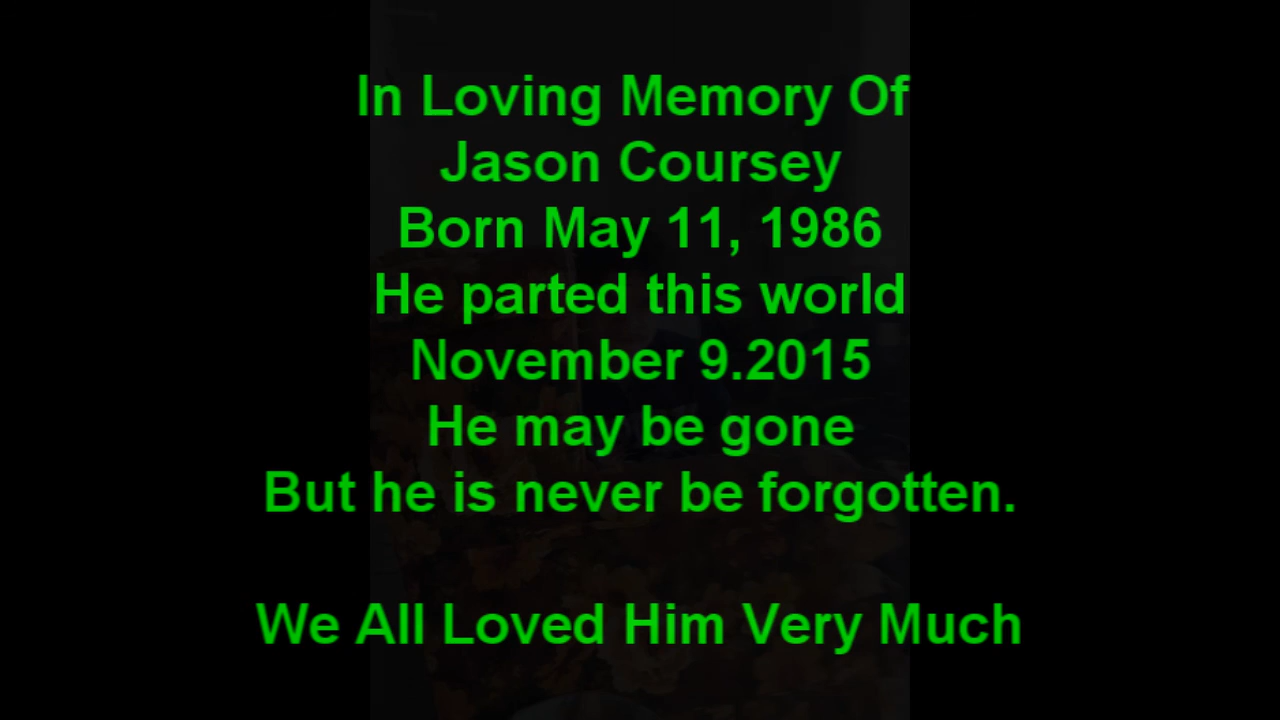 In Loving Memory Of
Jason Coursey
Born May 11, 1986
He parted this world
November 9.2015
He may be gone
But he is never be forgotten.
We All Loved Him Very Much